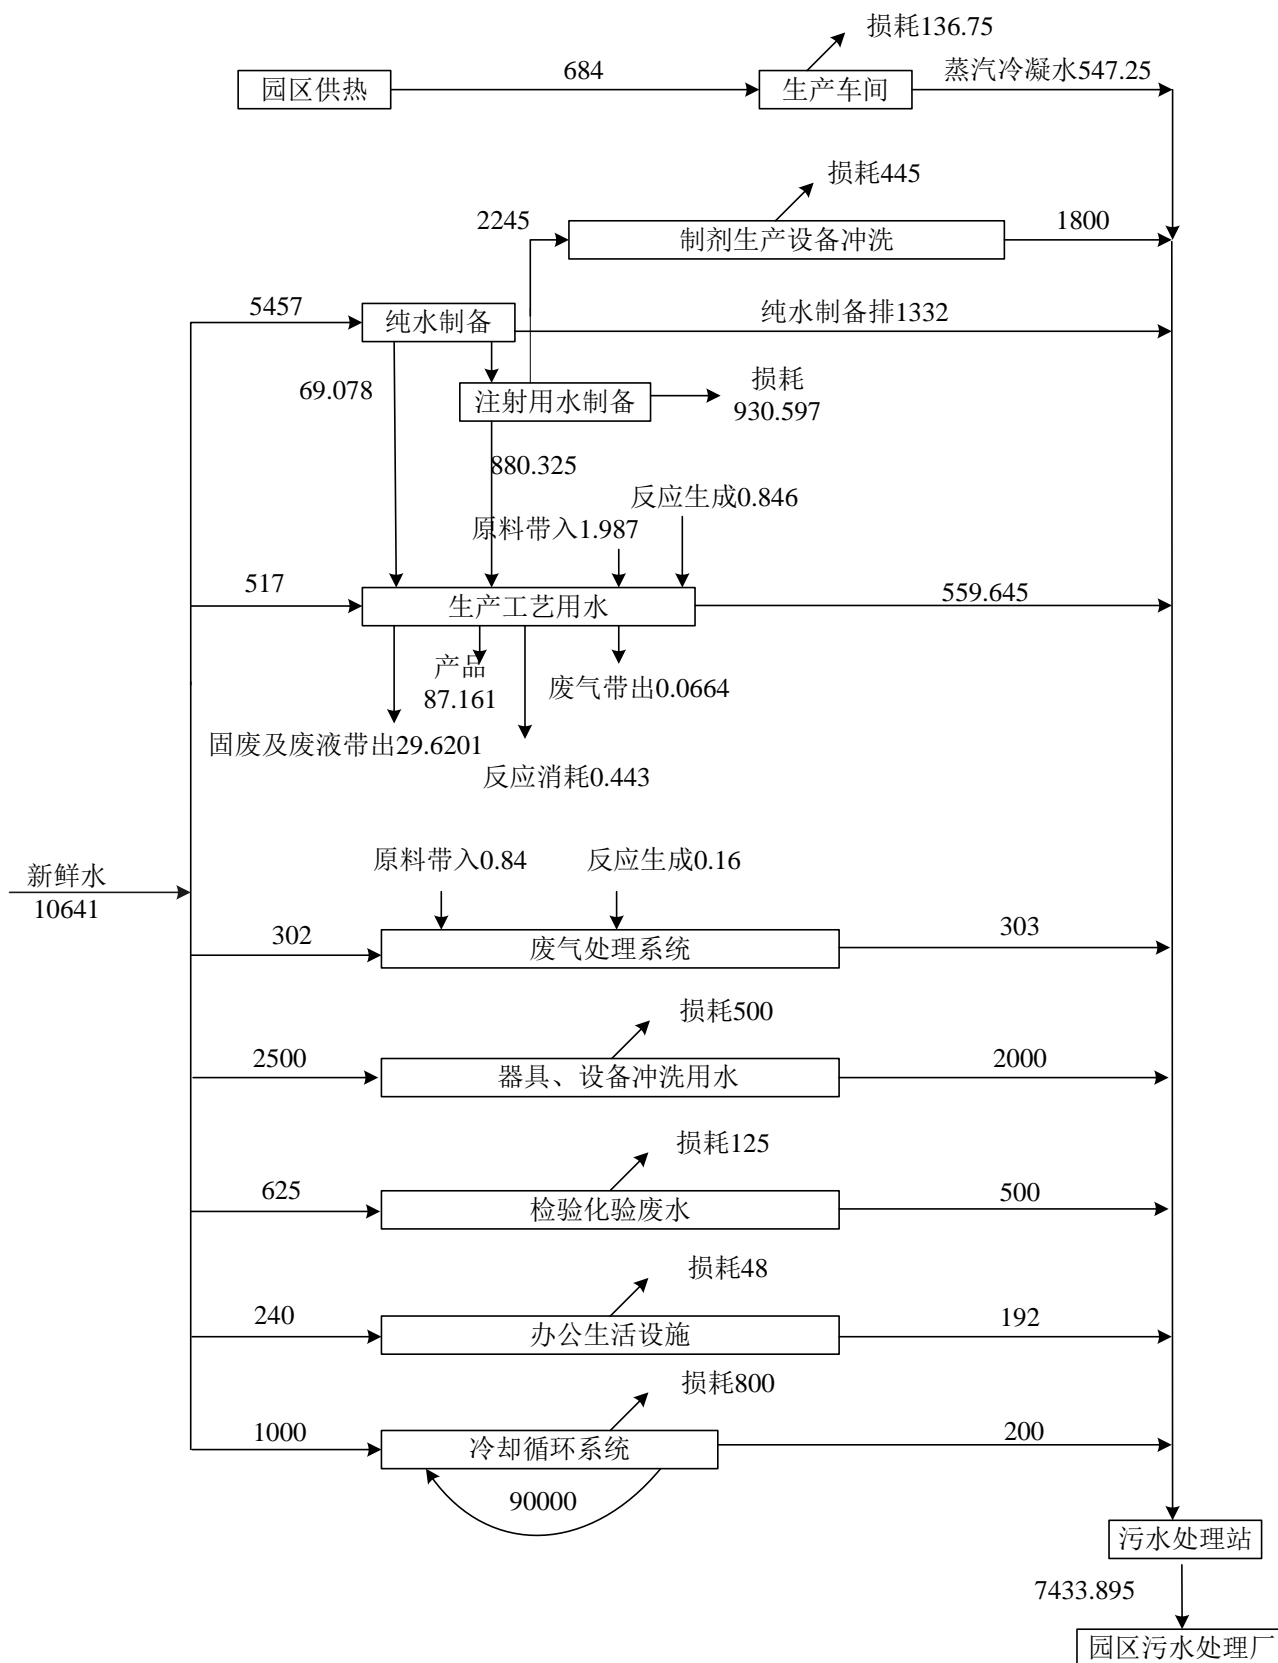 损耗136.75
园区供热
684
生产车间
蒸汽冷凝水547.25
损耗445
2245
制剂生产设备冲洗
1800
5457
纯水制备
纯水制备排1332
69.078
注射用水制备
损耗
930.597
880.325
反应生成0.846
原料带入1.987
517
生产工艺用水
559.645
产品
87.161
废气带出0.0664
固废及废液带出29.6201
反应消耗0.443
新鲜水
10641
原料带入0.84
反应生成0.16
302
废气处理系统
303
损耗500
2500
器具、设备冲洗用水
2000
损耗125
625
检验化验废水
500
损耗48
240
办公生活设施
192
损耗800
1000
冷却循环系统
200
90000
污水处理站
7433.895
园区污水处理厂